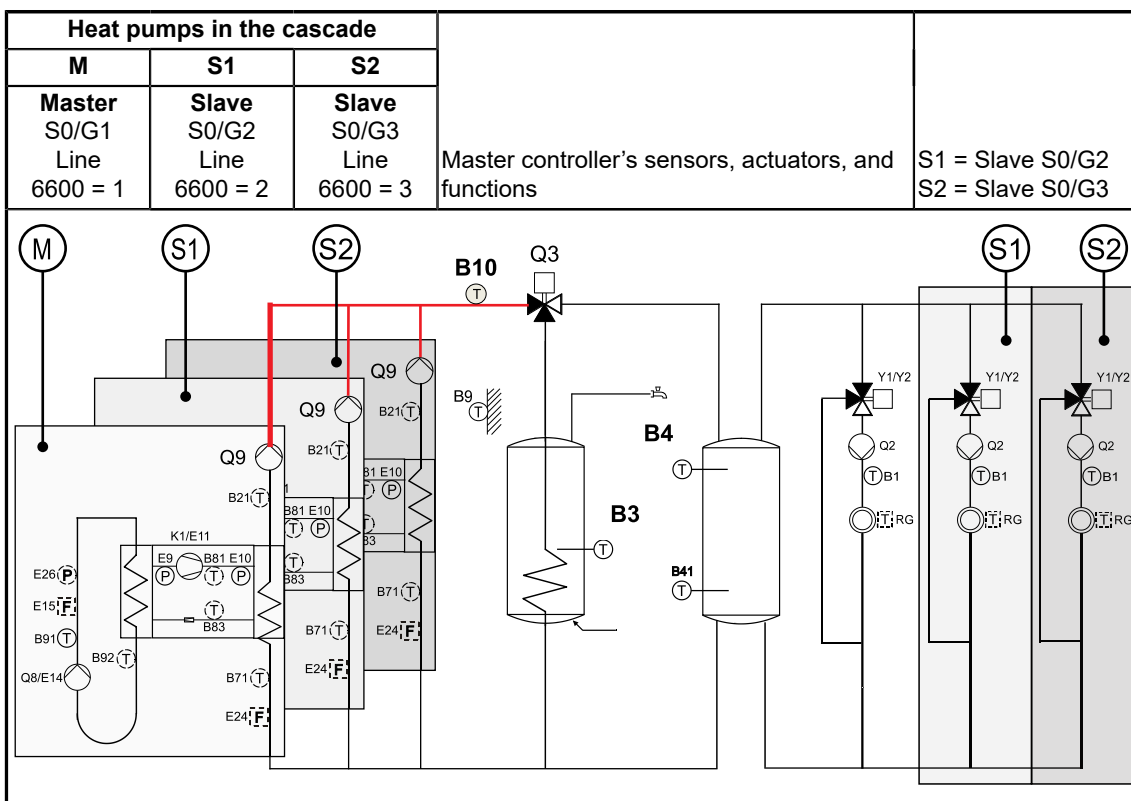 Heat pumps in the cascade
M S1 S2
Master Slave Slave
S0/G1 S0/G2 S0/G3
Line Line Line Master controller’s sensors, actuators, and S1 = Slave S0/G2
6600 = 1 6600 = 2 6600 = 3 functions S2 = Slave S0/G3
M S1 S2 B10 Q3 S1 S2
Q9 B9 Y1/Y2 Y1/Y2 Y1/Y2
Q9 B21 T T
T
B4
Q9 B21 T T Q2 Q2 Q2
B21 T 81 E10 T P T B1 T B1 T B1
K1/E11 B81 E10 T P T B3 T RG T RG T RG
E9 B81 E10 P T P T B83 T
E26 P T B83 B71 T B41 T
E15 F B83
B91 T B92 T B71 T E24 F
Q8/E14 B71 T E24 F
E24 F